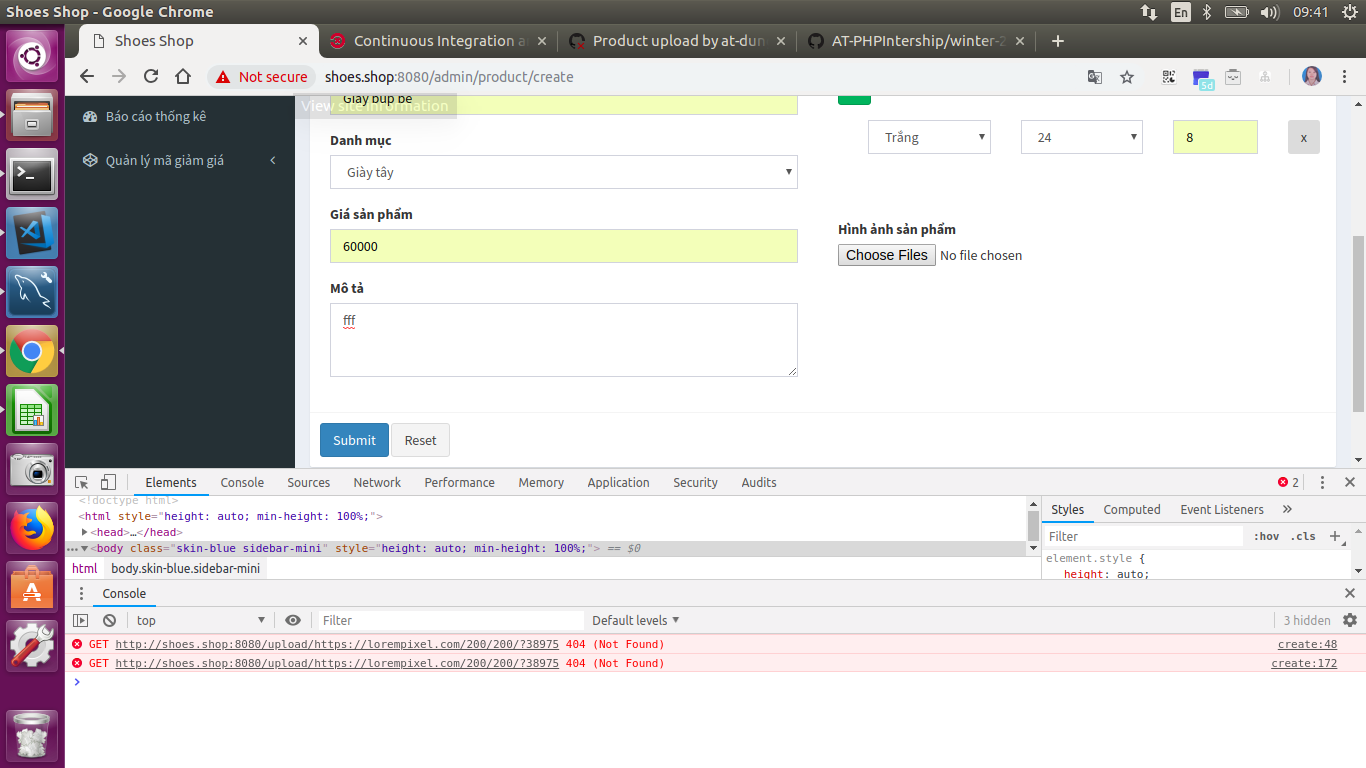 Shoes Shop - Google Chrome
En
09:41
Shoes Shop
Continuous Integration a
Product upload by at-dun
AT-PHPIntership/winter-2
Not secure
shoes.shop:8080/admin/product/create
5d
View site information
Báo cáo thống kê
Quản lý mã giảm giá
Giày búp bê
Danh mục
Giày tây
Giá sản phẩm
60000
Mô tả
fff
Trắng
24
8
x
Hình ảnh sản phẩm
Choose Files No file chosen
Submit
Reset
Elements Console Sources Network Performance Memory Application Security Audits
2
<!doctype html>
<html style="height: auto; min-height: 100%;">
<head>…</head>
<body class="skin-blue sidebar-mini" style="height: auto; min-height: 100%;"> == $0
html body.skin-blue.sidebar-mini
Styles Computed Event Listeners »
Filter :hov .cls +
element.style {
height: auto;
Console
top
Filter
Default levels
3 hidden
GET http://shoes.shop:8080/upload/https://lorempixel.com/200/200/?38975 404 (Not Found) create:48
GET http://shoes.shop:8080/upload/https://lorempixel.com/200/200/?38975 404 (Not Found) create:172